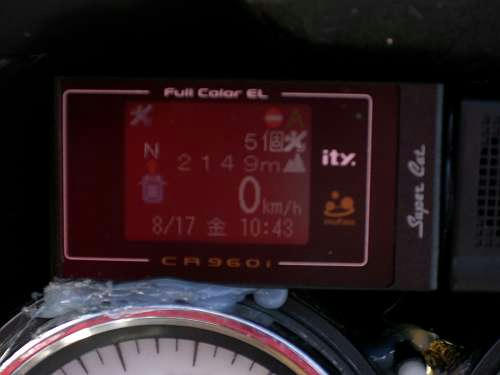 Full Color EL
A
5個
N
2149m
ity.
0km/h
8/17 金 10:43
CR960i
Super Cat